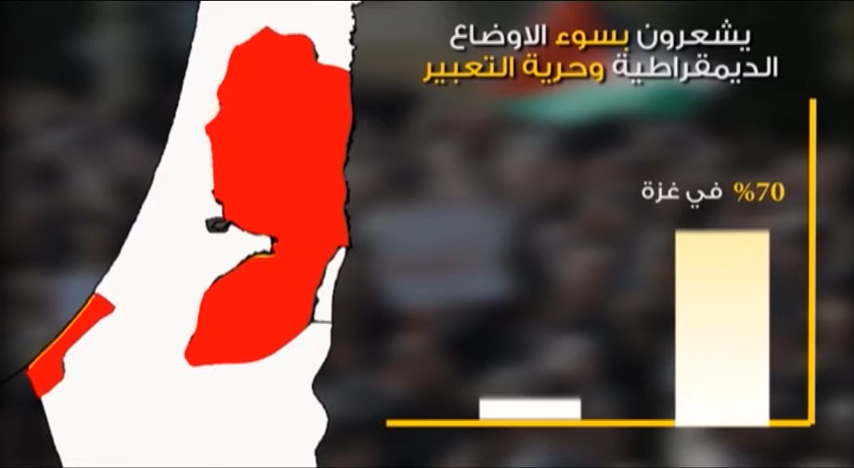 يشعرون بسوء الاوضاع
الديمقراطية وحرية التعبير
%70 في غزة